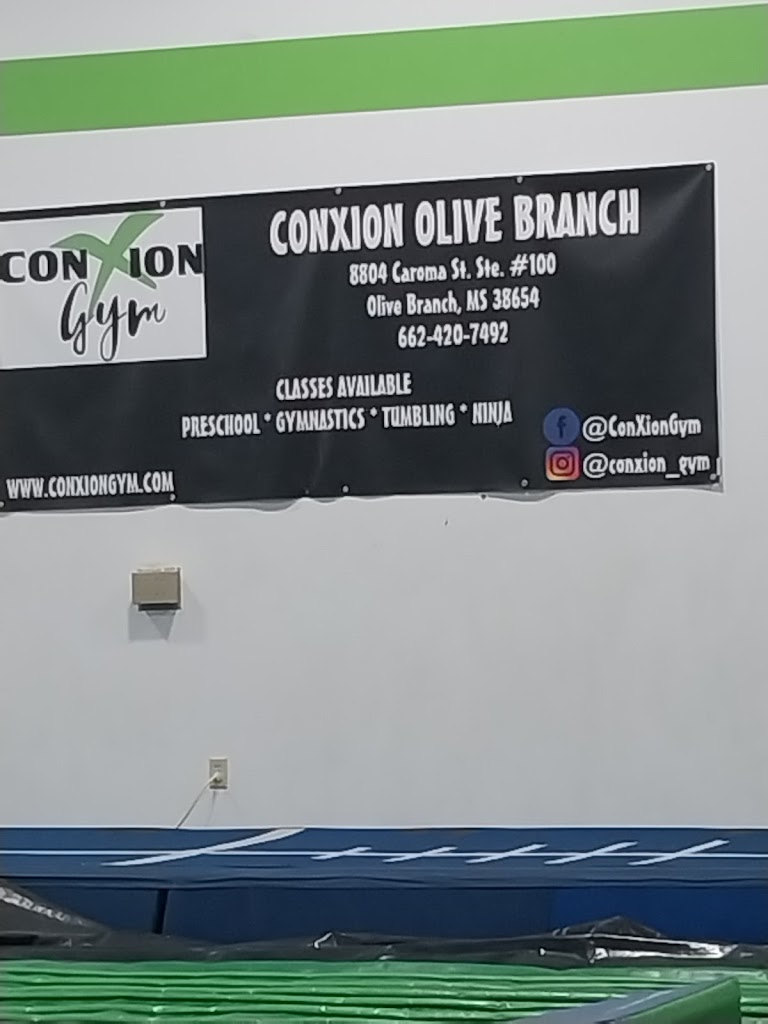 CONXION
Gym
CONXION OLIVE BRANCH
8804 Caroma St. Ste. #100
Olive Branch, MS 38654
662-420-7492
CLASSES AVAILABLE
PRESCHOOL * GYMNASTICS * TUMBLING * NINJA
f @ConXionGym
@conxion_gym
WWW.CONXIONGYM.COM